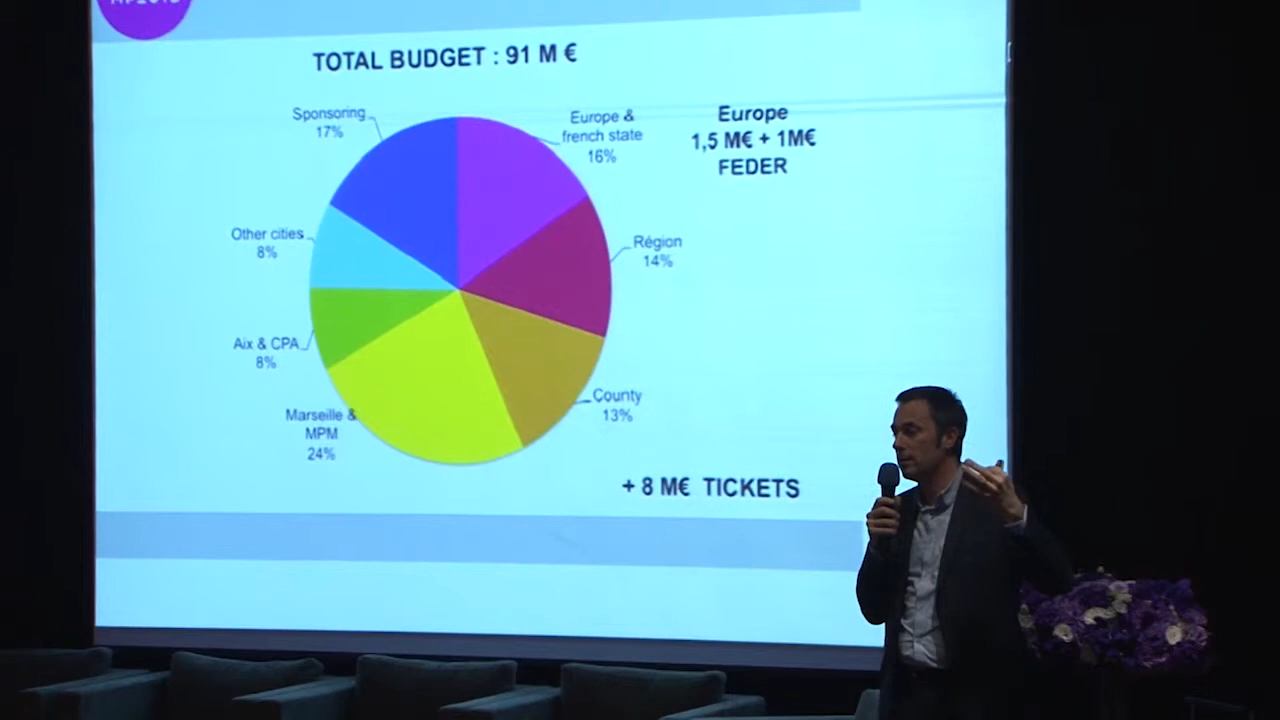 TOTAL BUDGET : 91 M €
Sponsoring
17%
Europe &
french state
16%
Europe
1,5 M€ + 1M€
FEDER
Other cities
8%
Région
14%
Aix & CPA
8%
County
13%
Marseille &
MPM
24%
+ 8 M€ TICKETS